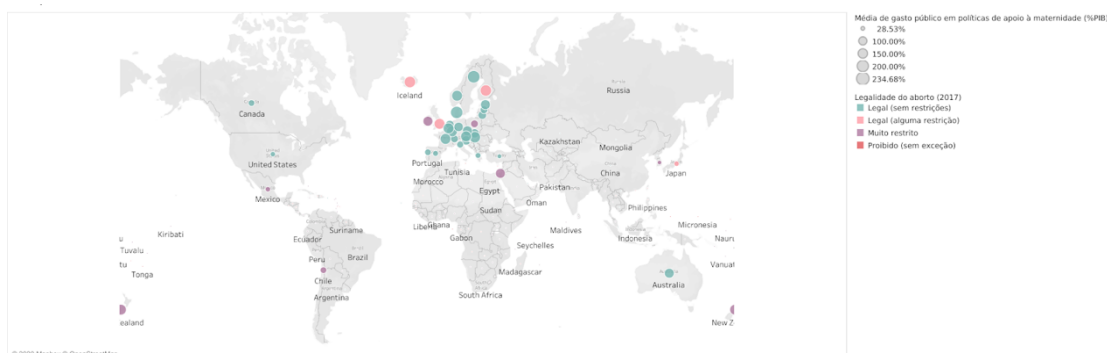 Média de gasto público em políticas de apoio à maternidade (%PIB)
28.53%
100.00%
150.00%
200.00%
234.68%
Legalidade do aborto (2017)
Legal (sem restrições)
Legal (alguma restrição)
Muito restrito
Proibido (sem exceção)
Iceland
Russia
Canada
United States
Mexico
Portugal
Tunisia
Morocco
Egypt
Sudan
Kazakhstan
Mongolia
China
Japan
Pakistan
Oman
Philippines
Micronesia
Maldives
Indonesia
Nauru
Kiribati
Tuvalu
Tonga
Ecuador
Suriname
Peru
Brazil
Chile
Argentina
Liberia
Ghana
Gabon
Seychelles
Madagascar
South Africa
Australia
Vanuat
ealand
New Z